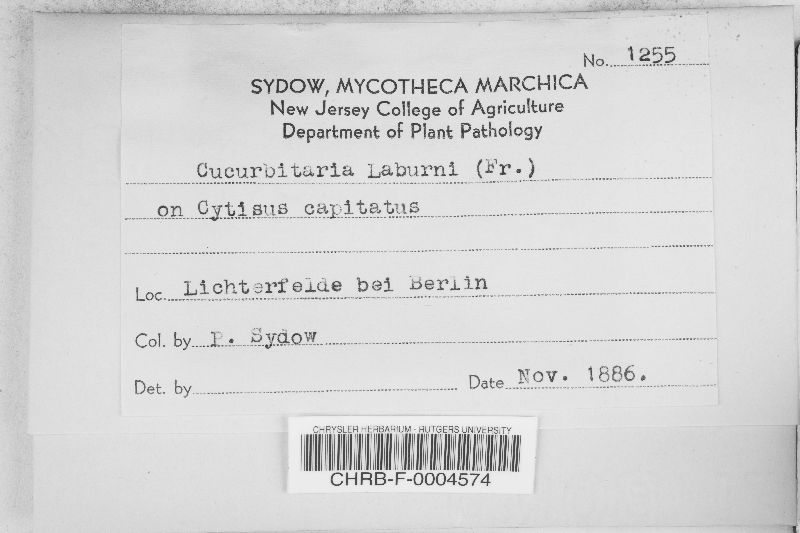 No. 1255
SYDOW, MYCOTHECA MARCHICA
New Jersey College of Agriculture
Department of Plant Pathology
Cucurbitaria Laburni (Fr.)
on Cytisus capitatus
Loc. Lichterfelde bei Berlin
Col. by P. Sydow
Det. by
Date Nov. 1886.
CHRYSLER HERBARIUM - RUTGERS UNIVERSITY
CHRB-F-0004574